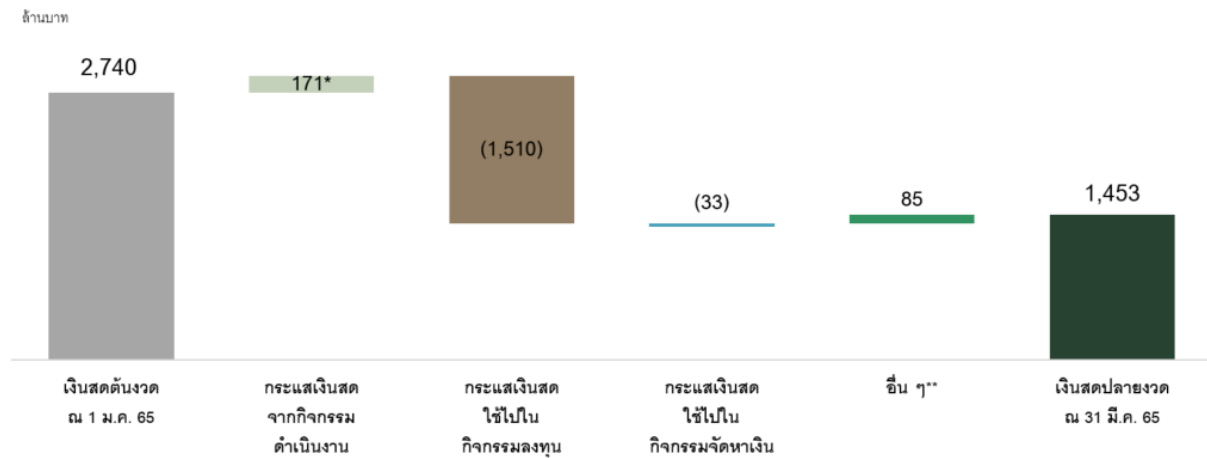 ล้านบาท
2,740
171*
(1,510)
(33)
85
1,453
เงินสดต้นงวด
ณ 1 ม.ค. 65
กระแสเงินสด
จากกิจกรรม
ดำเนินงาน
กระแสเงินสด
ใช้ไปใน
กิจกรรมลงทุน
กระแสเงินสด
ใช้ไปใน
กิจกรรมจัดหาเงิน
อื่น ๆ**
เงินสดปลายงวด
ณ 31 มี.ค. 65